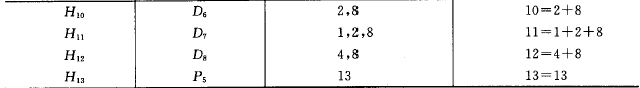 H₁₀ D₆ 2,8 10=2+8
H₁₁ D₇ 1,2,8 11=1+2+8
H₁₂ D₈ 4,8 12=4+8
H₁₃ P₅ 13 13=13